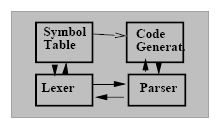 Symbol
Table
Code
Generat.
Lexer
Parser